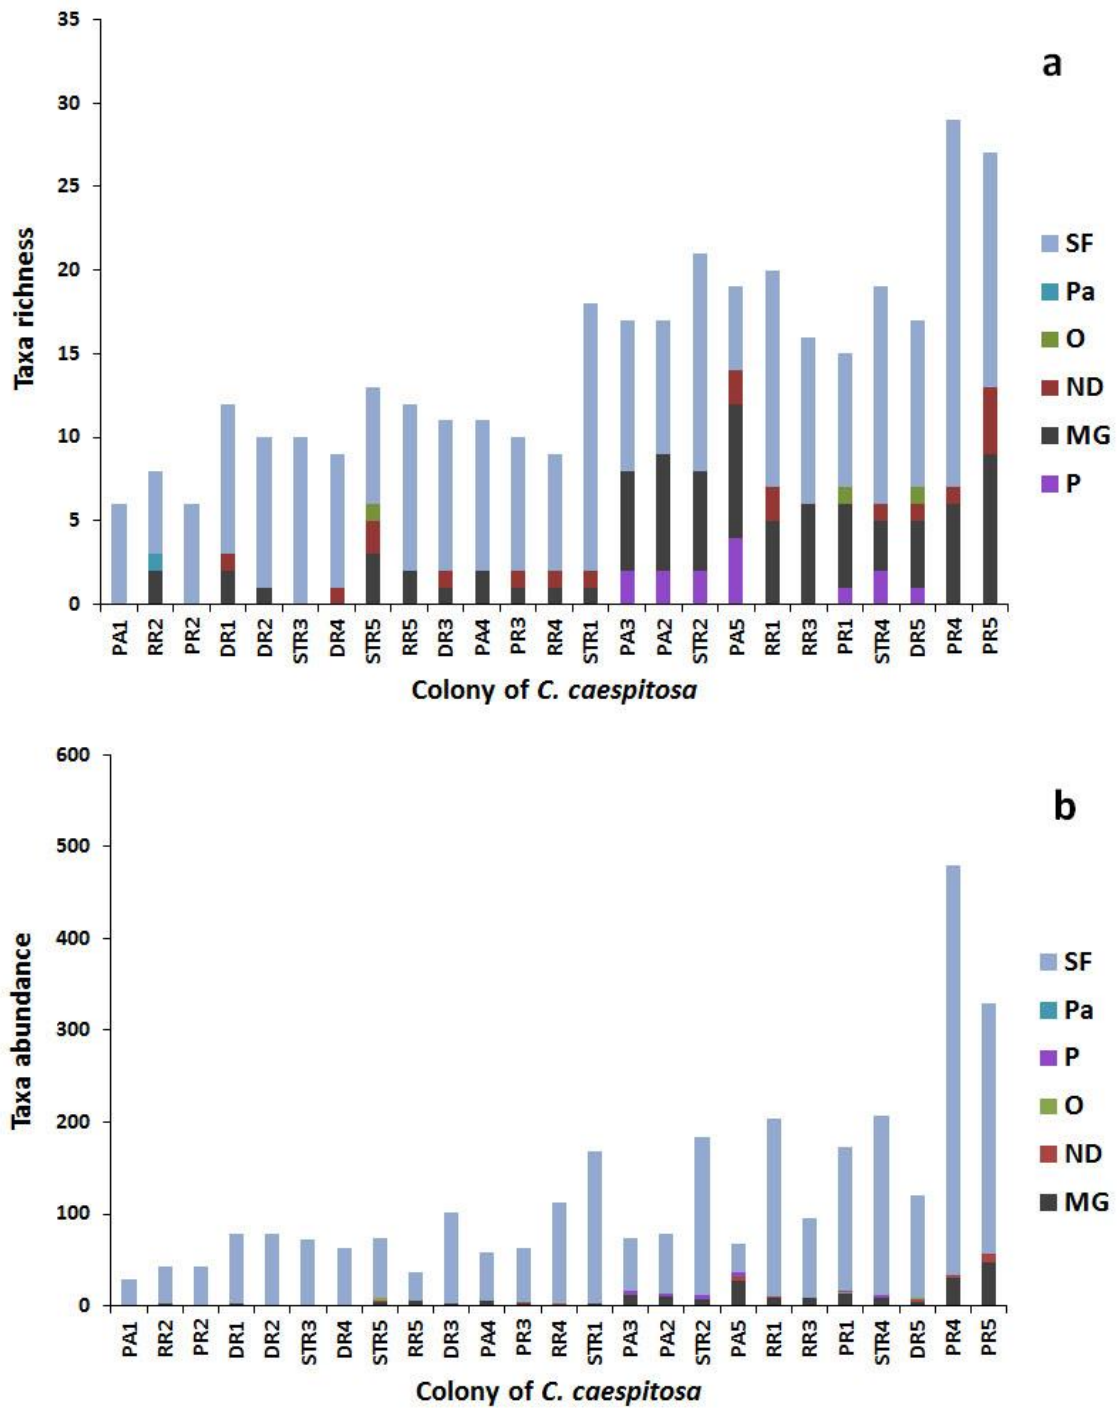 35
30
25
20
15
10
5
0
Taxa richness
a
SF
Pa
O
ND
MG
P
PA1 RR2 PR2 DR1 DR2 STR3 DR4 STR5 RR5 DR3 PA4 PR3 RR4 STR1 PA3 PA2 STR2 PA5 RR1 RR3 PR1 STR4 DR5 PR4 PR5
Colony of C. caespitosa
600
500
400
300
200
100
0
Taxa abundance
b
SF
Pa
P
O
ND
MG
PA1 RR2 PR2 DR1 DR2 STR3 DR4 STR5 RR5 DR3 PA4 PR3 RR4 STR1 PA3 PA2 STR2 PA5 RR1 RR3 PR1 STR4 DR5 PR4 PR5
Colony of C. caespitosa